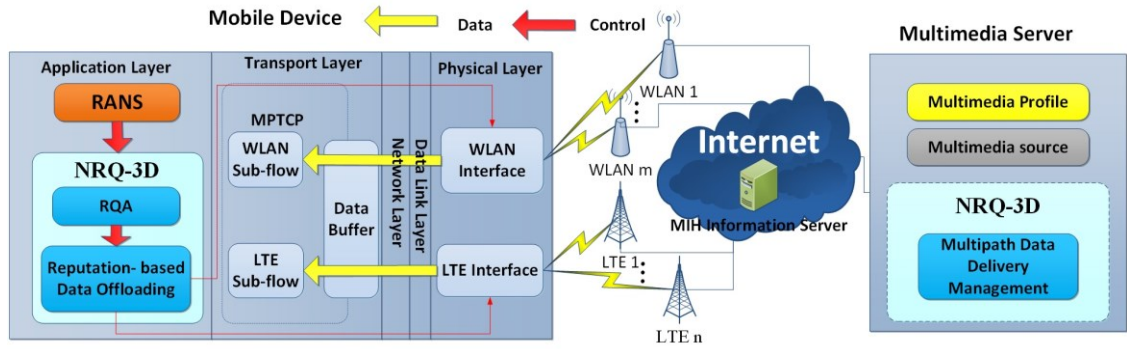 Mobile Device
Data
Control
Application Layer
RANS
NRQ-3D
RQA
Reputation- based
Data Offloading
Transport Layer
MPTCP
WLAN
Sub-flow
LTE
Sub-flow
Data
Buffer
Network Layer
Data Link Layer
Physical Layer
WLAN
Interface
LTE Interface
WLAN 1
WLAN m
LTE 1
LTE n
Internet
MIH Information Server
Multimedia Server
Multimedia Profile
Multimedia source
NRQ-3D
Multipath Data
Delivery
Management